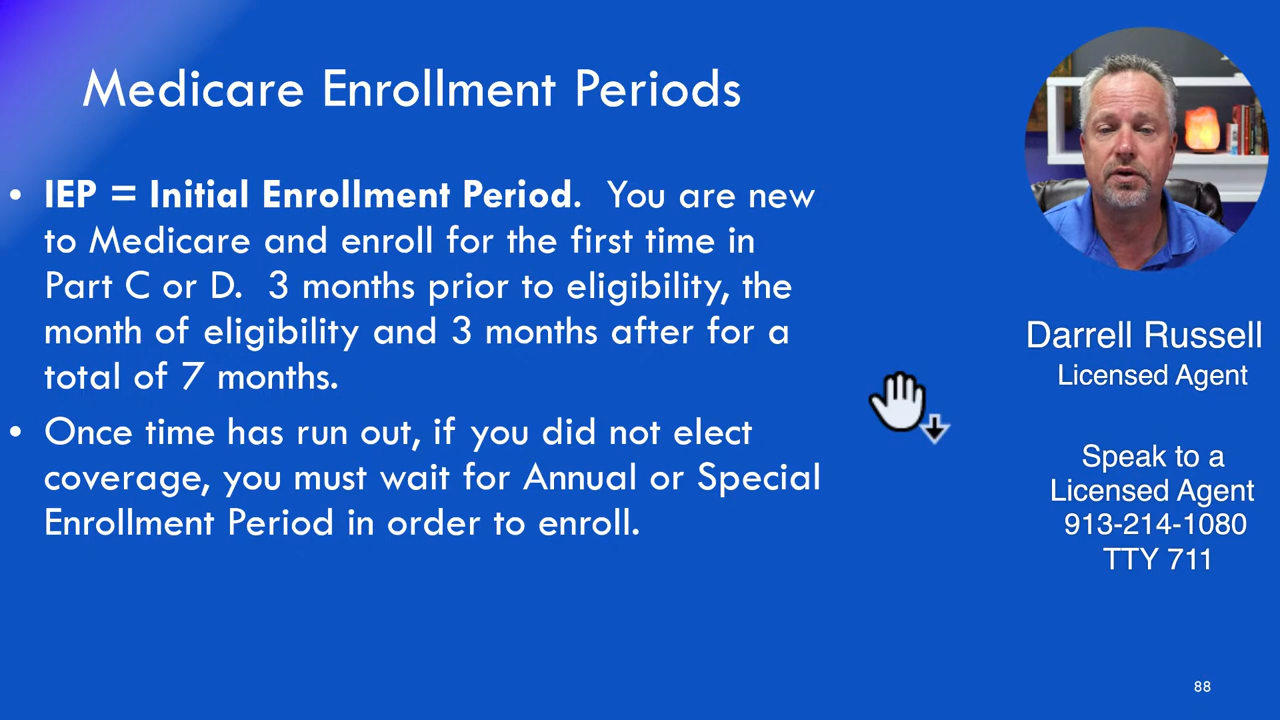 Medicare Enrollment Periods
• IEP = Initial Enrollment Period. You are new
to Medicare and enroll for the first time in
Part C or D. 3 months prior to eligibility, the
month of eligibility and 3 months after for a
total of 7 months.
• Once time has run out, if you did not elect
coverage, you must wait for Annual or Special
Enrollment Period in order to enroll.
Darrell Russell
Licensed Agent
Speak to a
Licensed Agent
913-214-1080
TTY 711
88